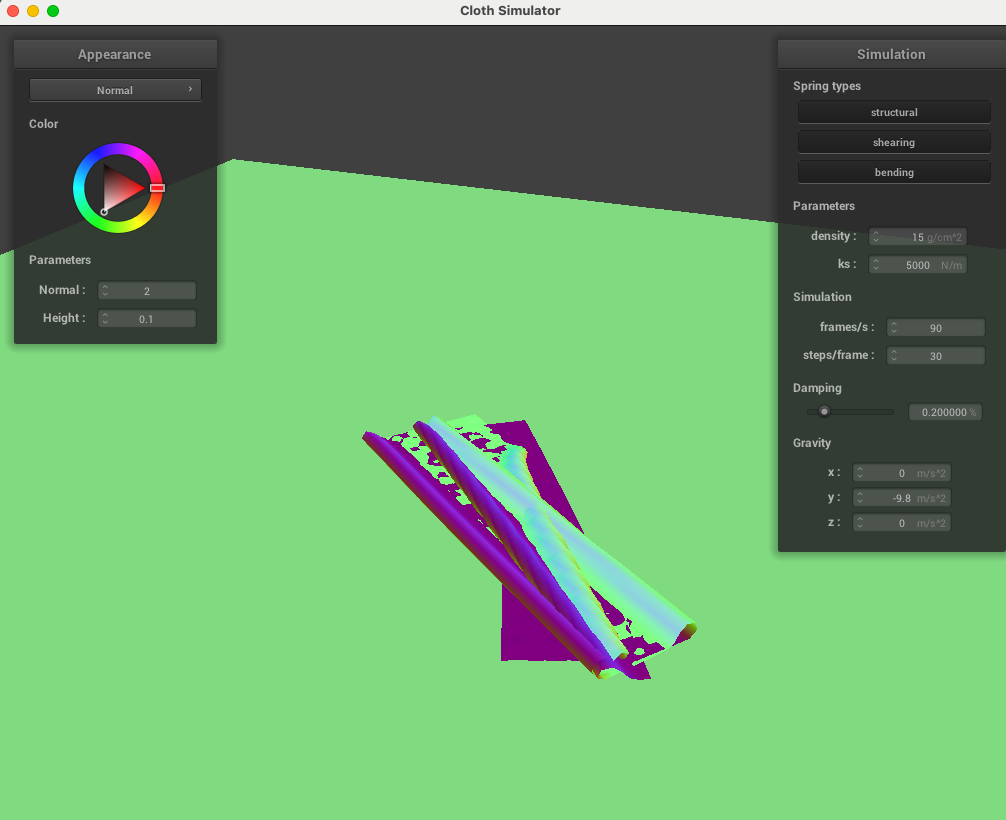 Cloth Simulator
Appearance
Normal
Color
Parameters
Normal : 2
Height : 0.1
Simulation
Spring types
structural
shearing
bending
Parameters
density : 15 g/cm^2
ks : 5000 N/m
Simulation
frames/s : 90
steps/frame : 30
Damping
0.200000 %
Gravity
x : 0 m/s^2
y : -9.8 m/s^2
z : 0 m/s^2